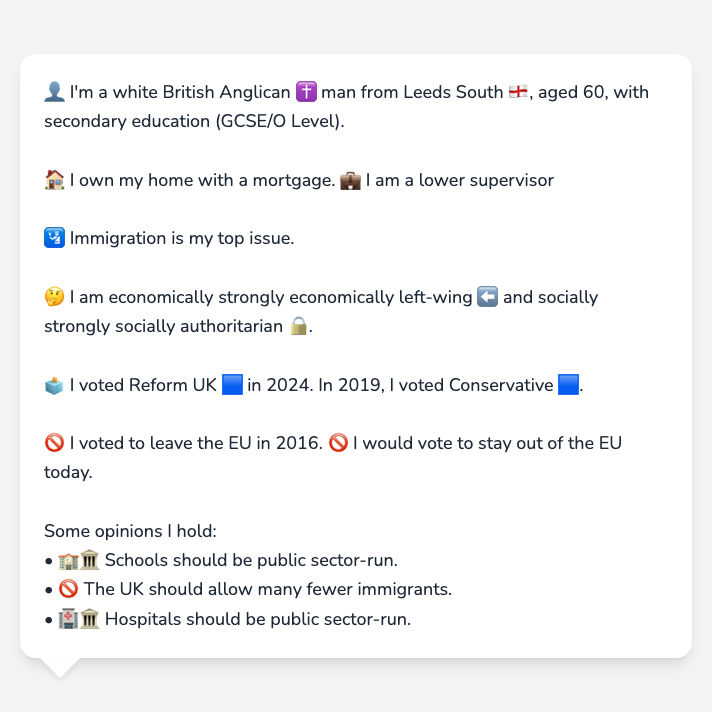 👤 I'm a white British Anglican ✝️ man from Leeds South 🏴󠁧󠁢󠁥󠁮󠁧󠁿, aged 60, with
secondary education (GCSE/O Level).
🏠 I own my home with a mortgage. 💼 I am a lower supervisor
🛂 Immigration is my top issue.
🤔 I am economically strongly economically left-wing ⬅️ and socially
strongly socially authoritarian 🔒.
🗳️ I voted Reform UK 🟦 in 2024. In 2019, I voted Conservative 🟦.
🚫 I voted to leave the EU in 2016. 🚫 I would vote to stay out of the EU
today.
Some opinions I hold:
• 🏫🏛️ Schools should be public sector-run.
• 🚫 The UK should allow many fewer immigrants.
• 🏥🏛️ Hospitals should be public sector-run.